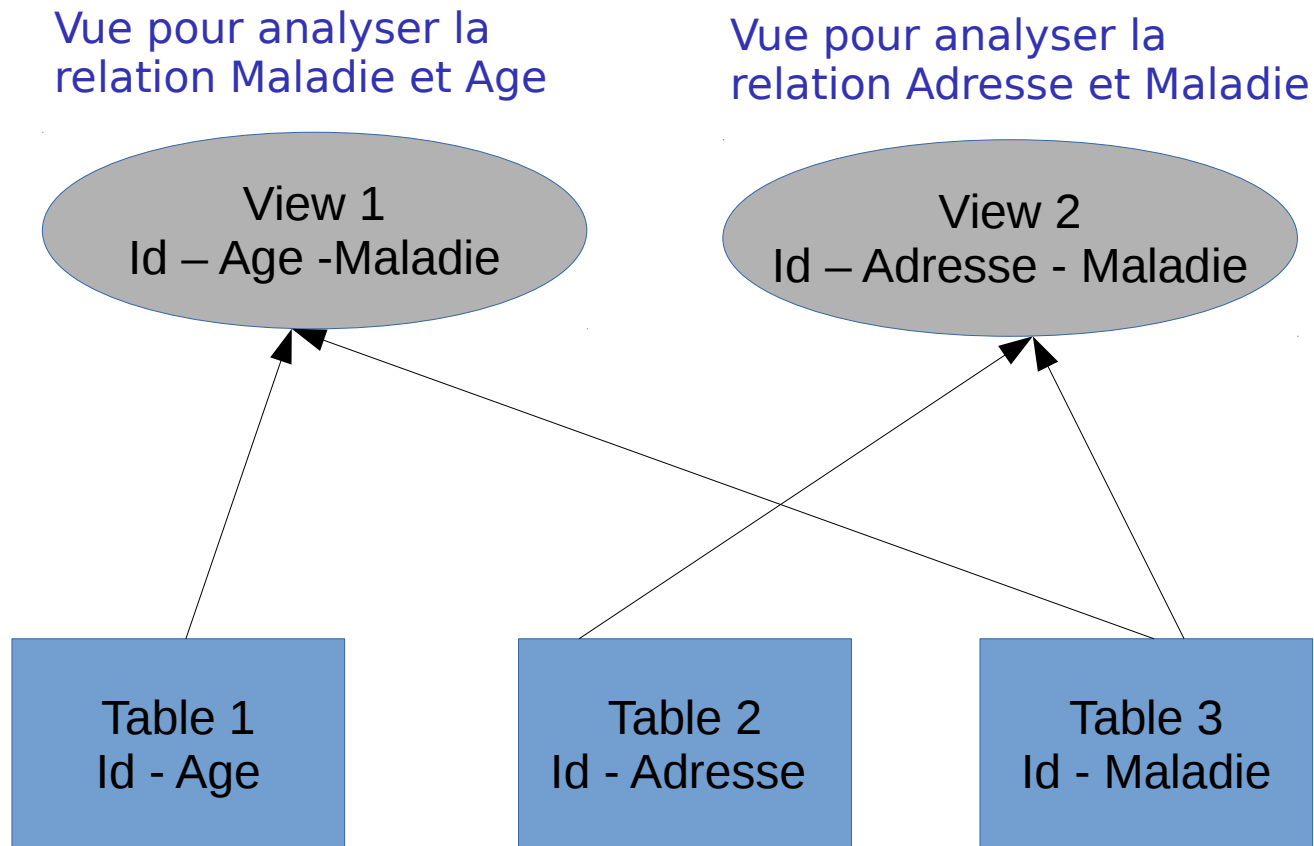 Vue pour analyser la
relation Maladie et Age
Vue pour analyser la
relation Adresse et Maladie
View 1
Id – Age -Maladie
View 2
Id – Adresse - Maladie
Table 1
Id - Age
Table 2
Id - Adresse
Table 3
Id - Maladie